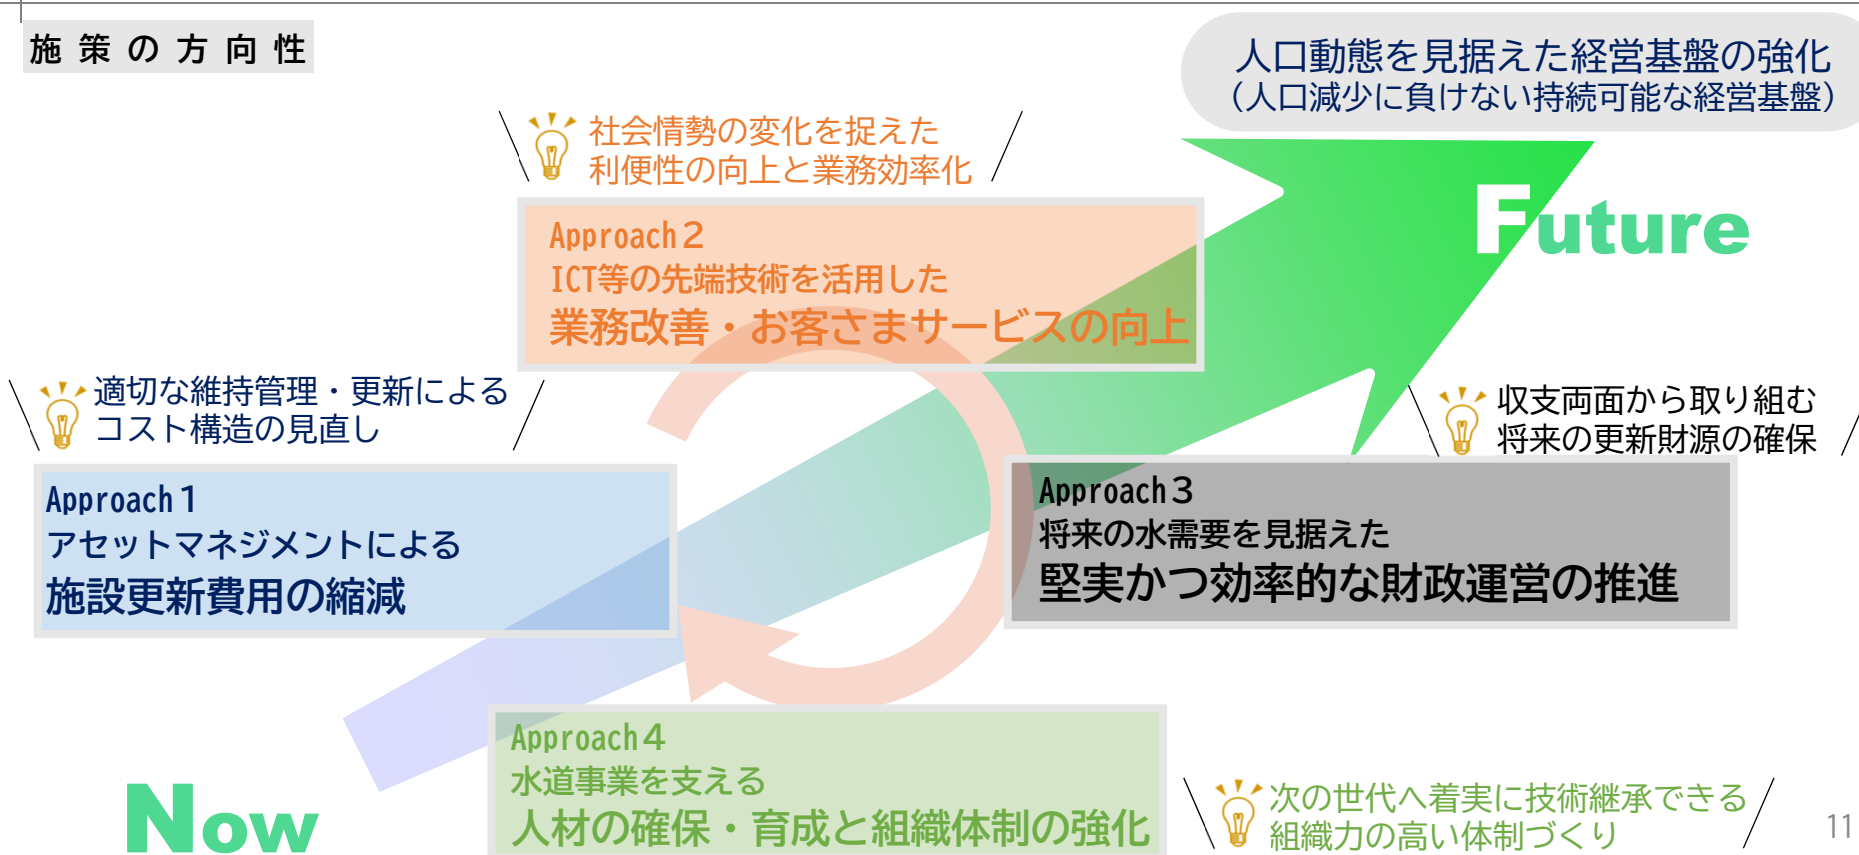 施策の方向性
人口動態を見据えた経営基盤の強化
（人口減少に負けない持続可能な経営基盤）
社会情勢の変化を捉えた
利便性の向上と業務効率化
Approach２
ICT等の先端技術を活用した
業務改善・お客さまサービスの向上
Future
適切な維持管理・更新による
コスト構造の見直し
Approach１
アセットマネジメントによる
施設更新費用の縮減
収支両面から取り組む
将来の更新財源の確保
Approach３
将来の水需要を見据えた
堅実かつ効率的な財政運営の推進
Approach４
水道事業を支える
人材の確保・育成と組織体制の強化
次の世代へ着実に技術継承できる
組織力の高い体制づくり
Now
11